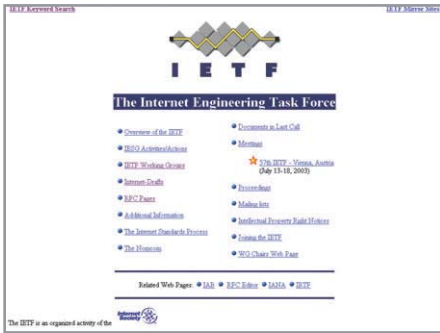 IETF Keyword Search
IETF Mirror Sites
I E T F
The Internet Engineering Task Force
Overview of the IETF
IESG Activities/Actions
IETF Working Groups
Internet-Drafts
RFC Pages
Additional Information
The Internet Standards Process
The Nomcom
Documents in Last Call
Meetings
57th IETF - Vienna, Austria
(July 13-18, 2003)
Proceedings
Mailing lists
Intellectual Property Right Notices
Joining the IETF
WG Chairs Web Page
Related Web Pages: IAB RFC Editor IANA IRTF
The IETF is an organized activity of the Internet Society